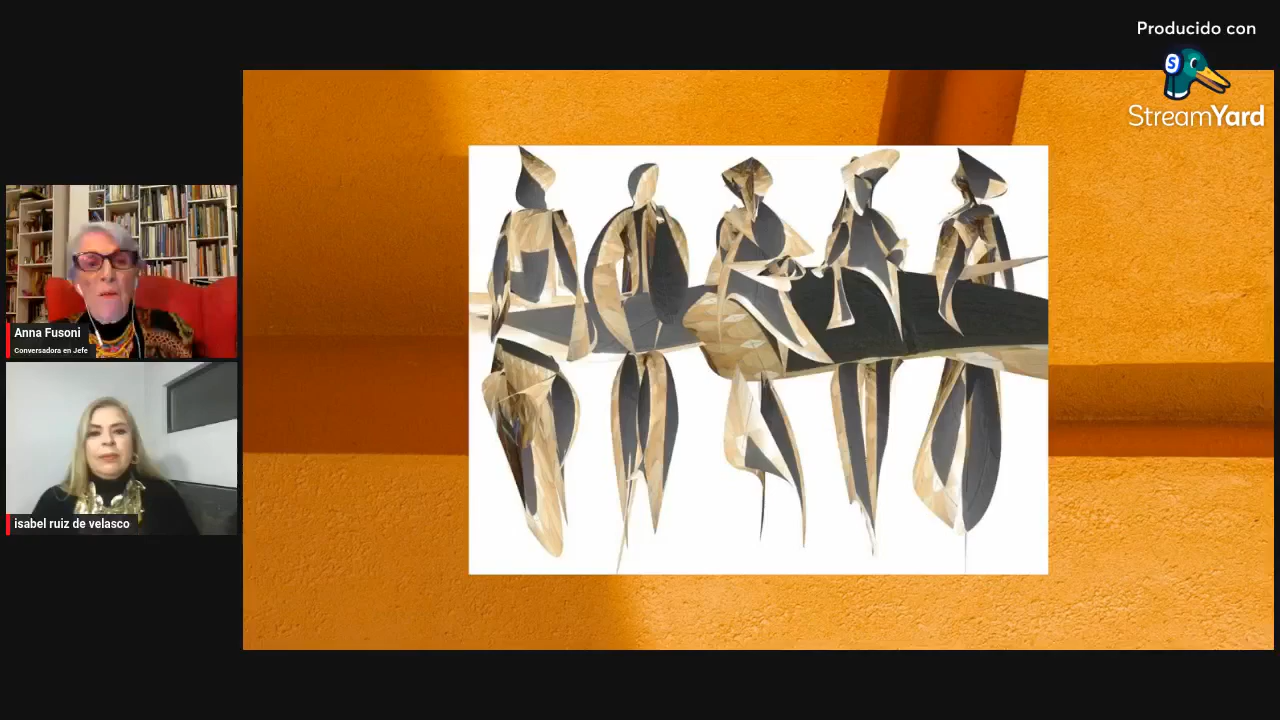 Producido con
StreamYard
Anna Fusoni
Conversadora en Jefe
isabel ruiz de velasco